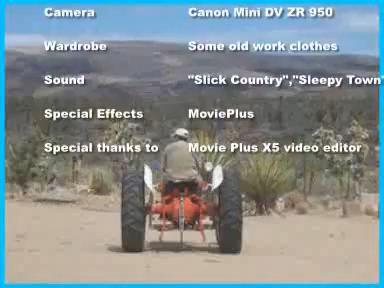 Camera Canon Mini DV ZR 950
Wardrobe Some old work clothes
Sound "Slick Country","Sleepy Town"
Special Effects MoviePlus
Special thanks to Movie Plus X5 video editor